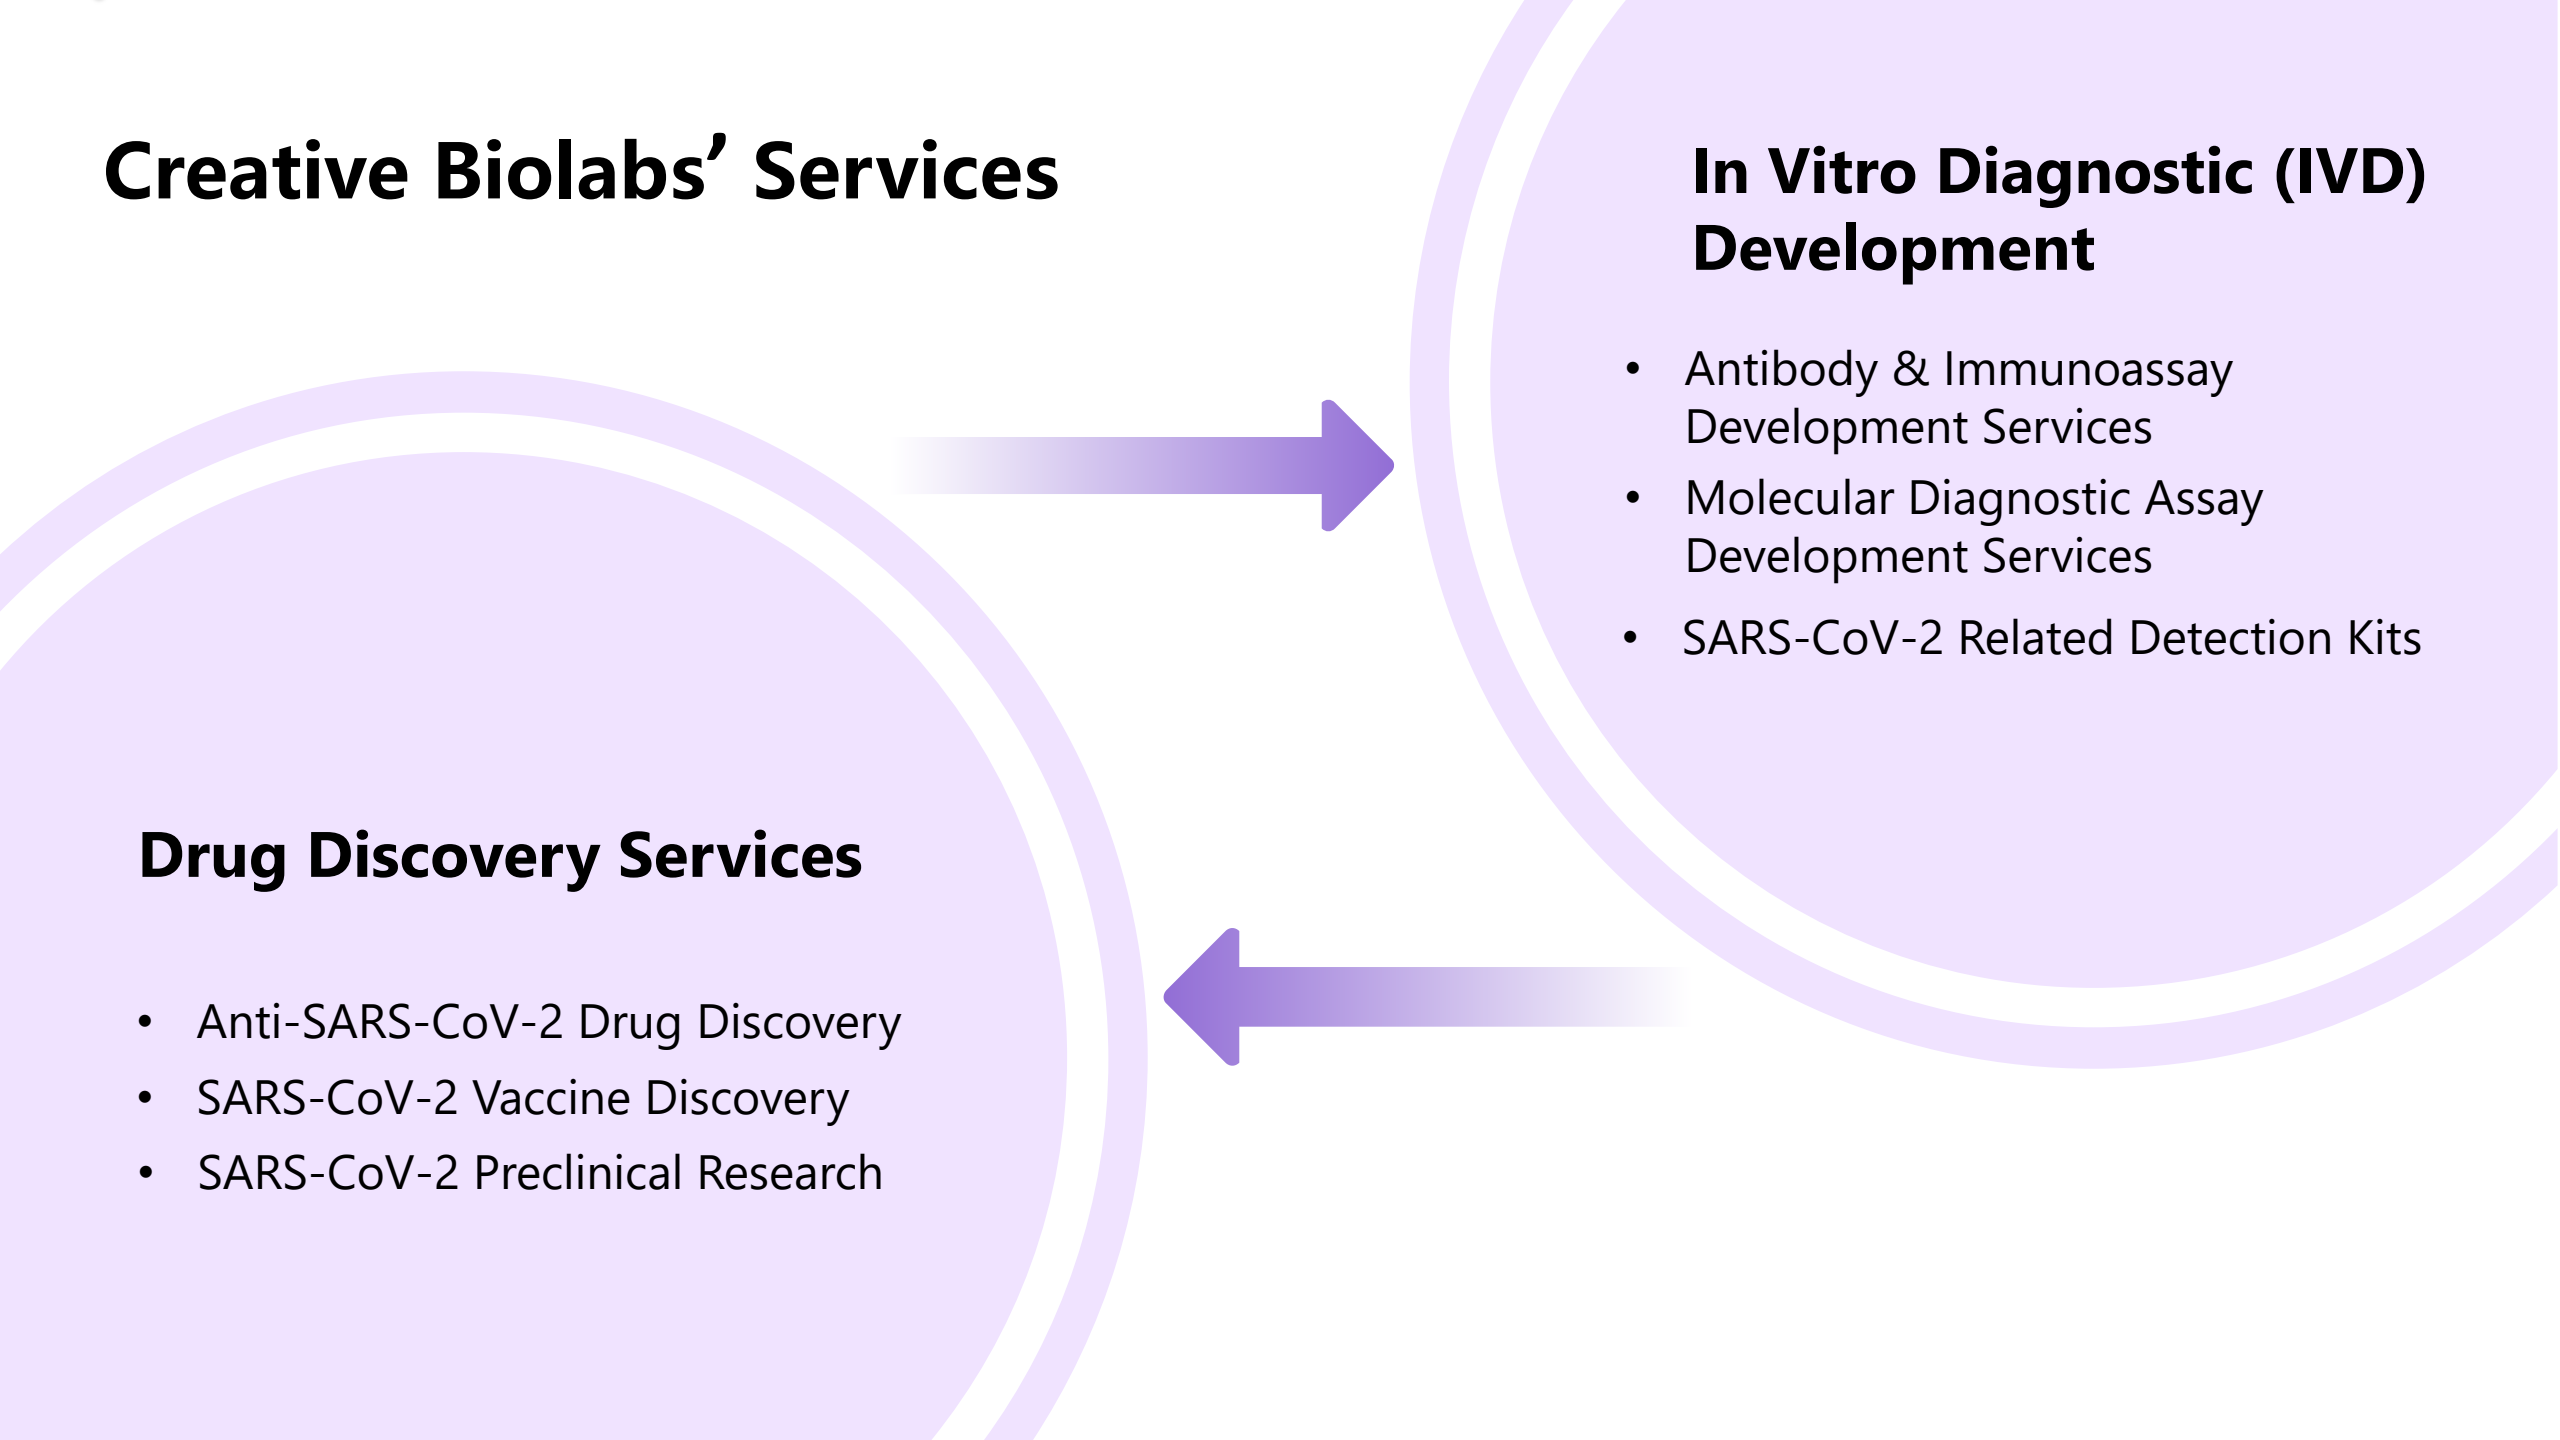 Creative Biolabs’ Services
In Vitro Diagnostic (IVD)
Development
• Antibody & Immunoassay
Development Services
• Molecular Diagnostic Assay
Development Services
• SARS-CoV-2 Related Detection Kits
Drug Discovery Services
• Anti-SARS-CoV-2 Drug Discovery
• SARS-CoV-2 Vaccine Discovery
• SARS-CoV-2 Preclinical Research